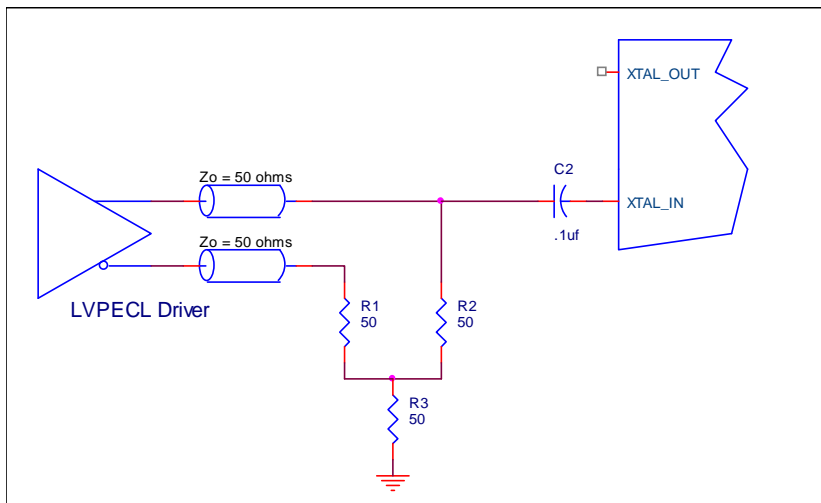 XTAL_OUT
Zo = 50 ohms
C2
XTAL_IN
.1uf
Zo = 50 ohms
LVPECL Driver
R1
50
R2
50
R3
50